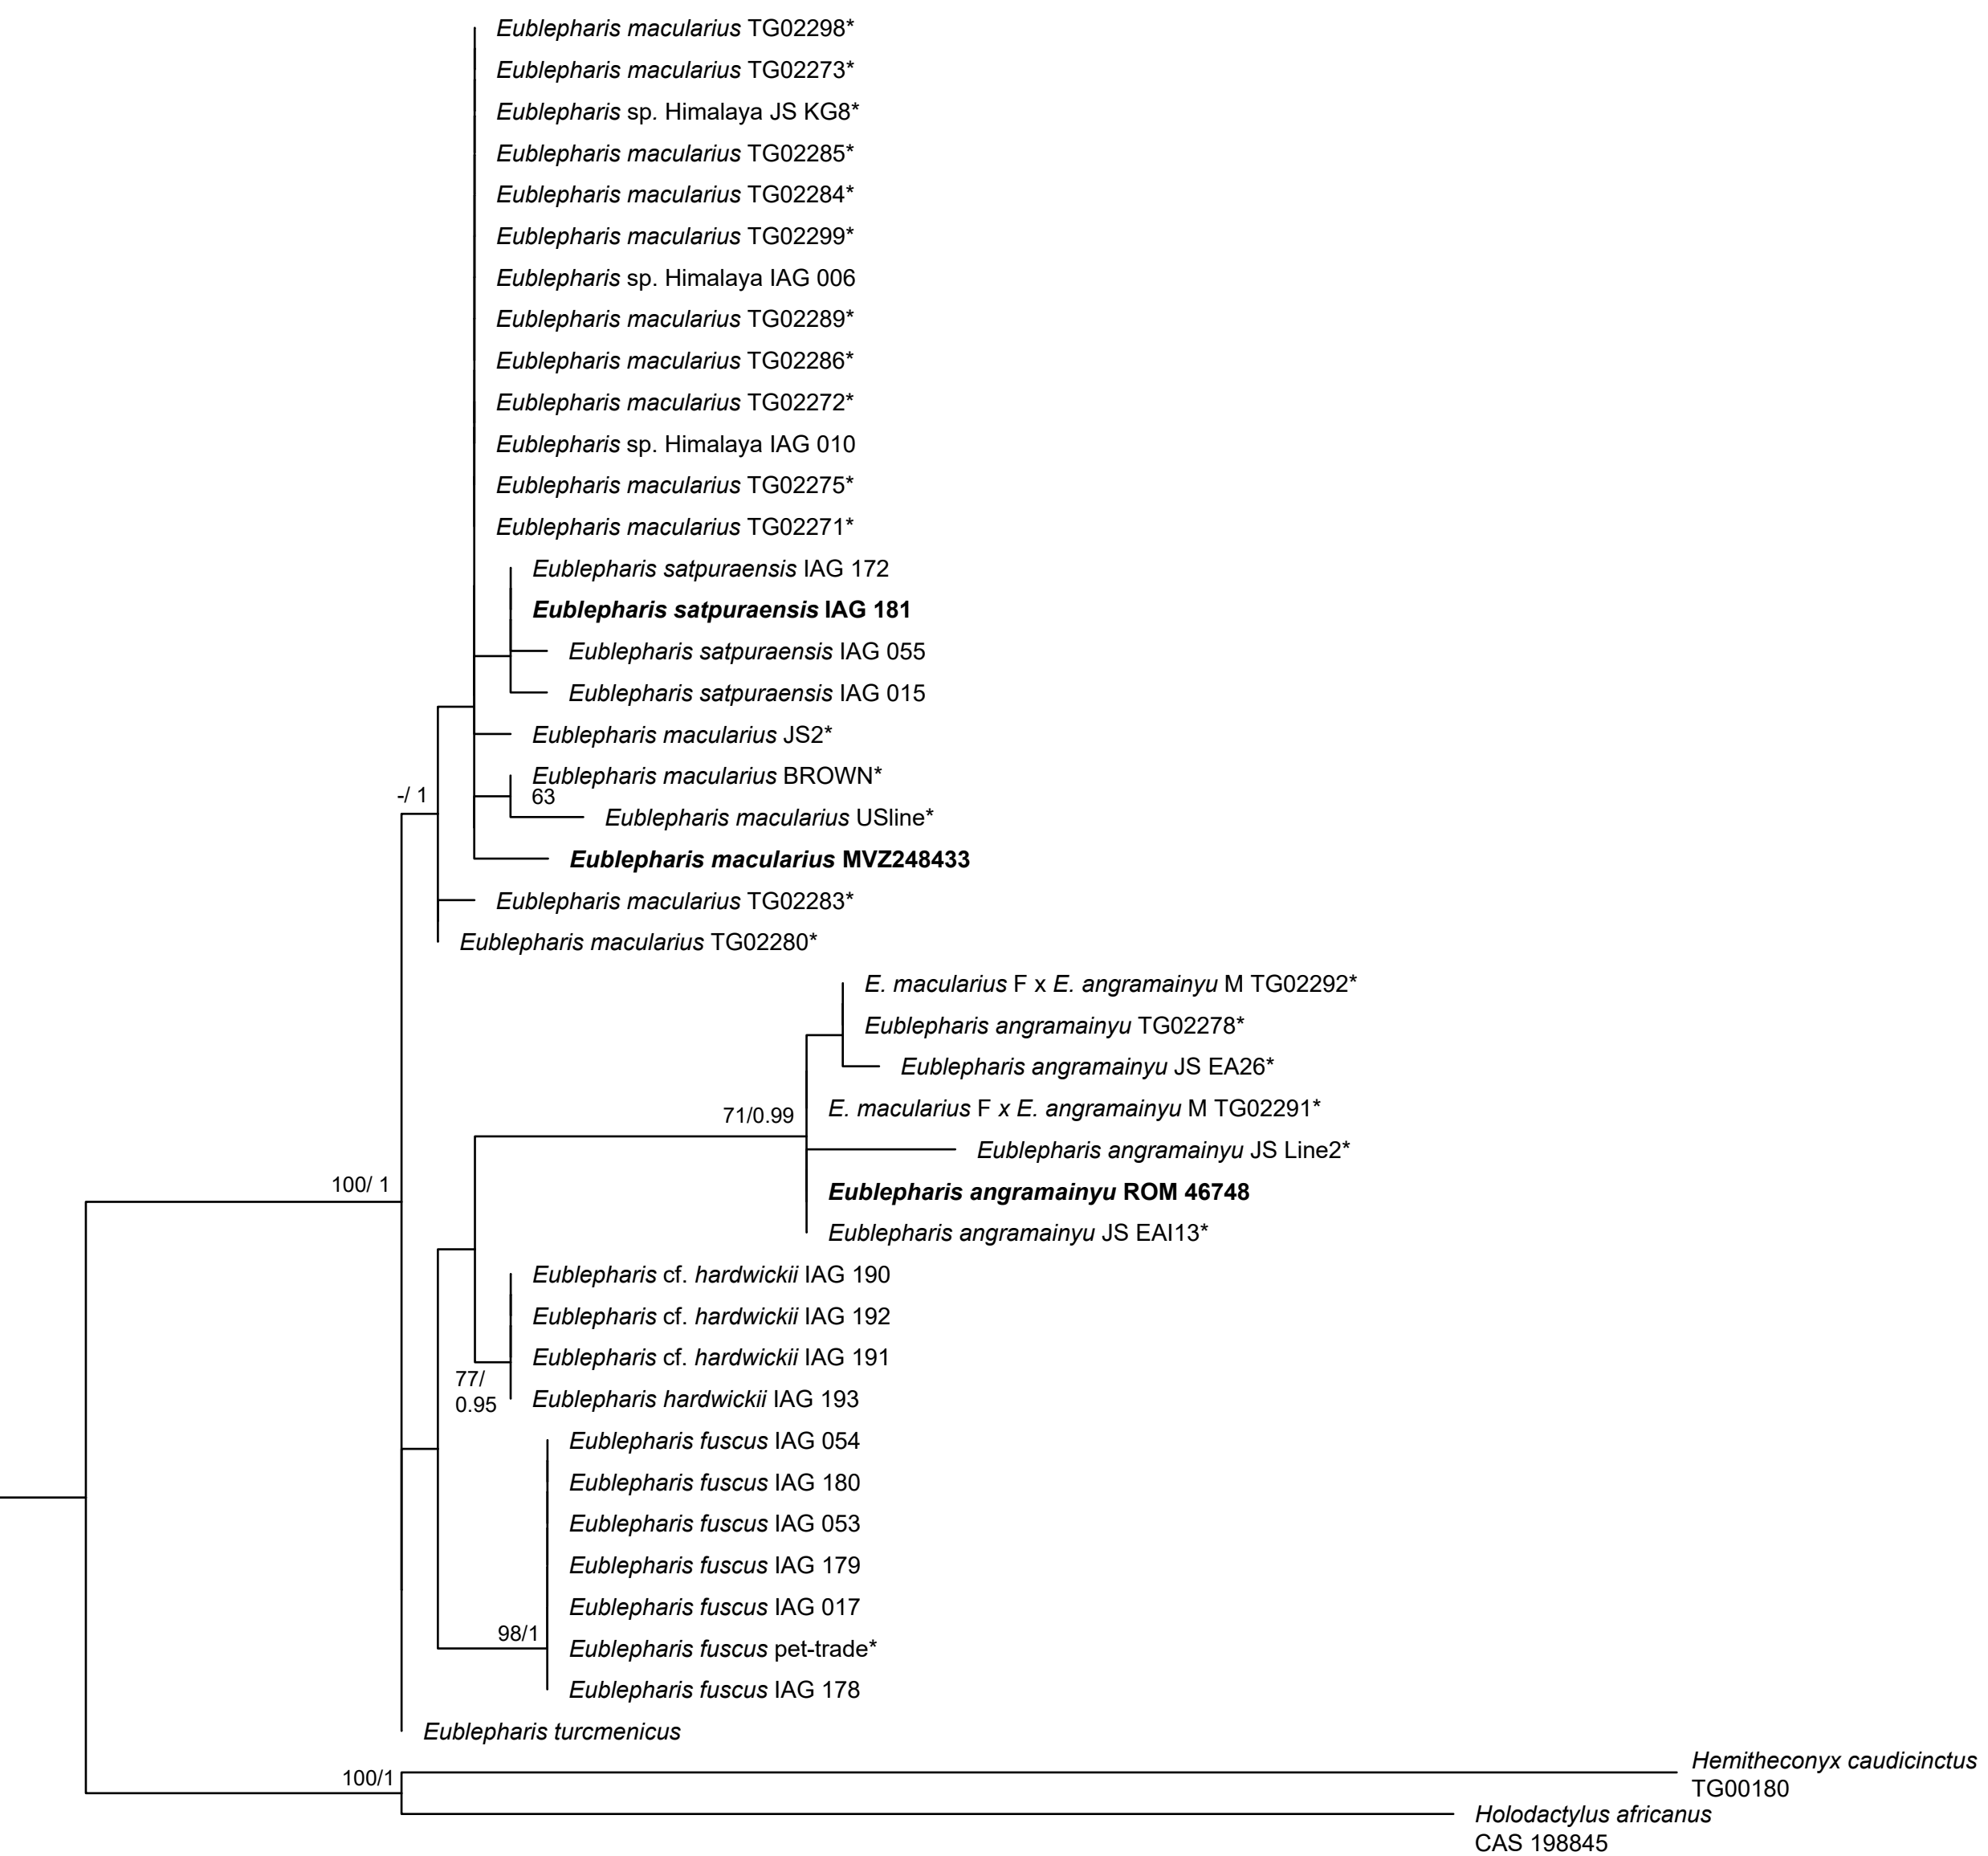 Eublepharis macularius TG02298*
Eublepharis macularius TG02273*
Eublepharis sp. Himalaya JS KG8*
Eublepharis macularius TG02285*
Eublepharis macularius TG02284*
Eublepharis macularius TG02299*
Eublepharis sp. Himalaya IAG 006
Eublepharis macularius TG02289*
Eublepharis macularius TG02286*
Eublepharis macularius TG02272*
Eublepharis sp. Himalaya IAG 010
Eublepharis macularius TG02275*
Eublepharis macularius TG02271*
Eublepharis satpuraensis IAG 172
Eublepharis satpuraensis IAG 181
Eublepharis satpuraensis IAG 055
Eublepharis satpuraensis IAG 015
Eublepharis macularius JS2*
Eublepharis macularius BROWN*
-/ 1
63
Eublepharis macularius USline*
Eublepharis macularius MVZ248433
Eublepharis macularius TG02283*
Eublepharis macularius TG02280*
E. macularius F x E. angramainyu M TG02292*
Eublepharis angramainyu TG02278*
Eublepharis angramainyu JS EA26*
71/0.99
E. macularius F x E. angramainyu M TG02291*
Eublepharis angramainyu JS Line2*
100/ 1
Eublepharis angramainyu ROM 46748
Eublepharis angramainyu JS EAI13*
Eublepharis cf. hardwickii IAG 190
Eublepharis cf. hardwickii IAG 192
Eublepharis cf. hardwickii IAG 191
77/
0.95
Eublepharis hardwickii IAG 193
Eublepharis fuscus IAG 054
Eublepharis fuscus IAG 180
Eublepharis fuscus IAG 053
Eublepharis fuscus IAG 179
Eublepharis fuscus IAG 017
98/1
Eublepharis fuscus pet-trade*
Eublepharis fuscus IAG 178
Eublepharis turcmenicus
Hemitheconyx caudicinctus
TG00180
100/1
Holodactylus africanus
CAS 198845